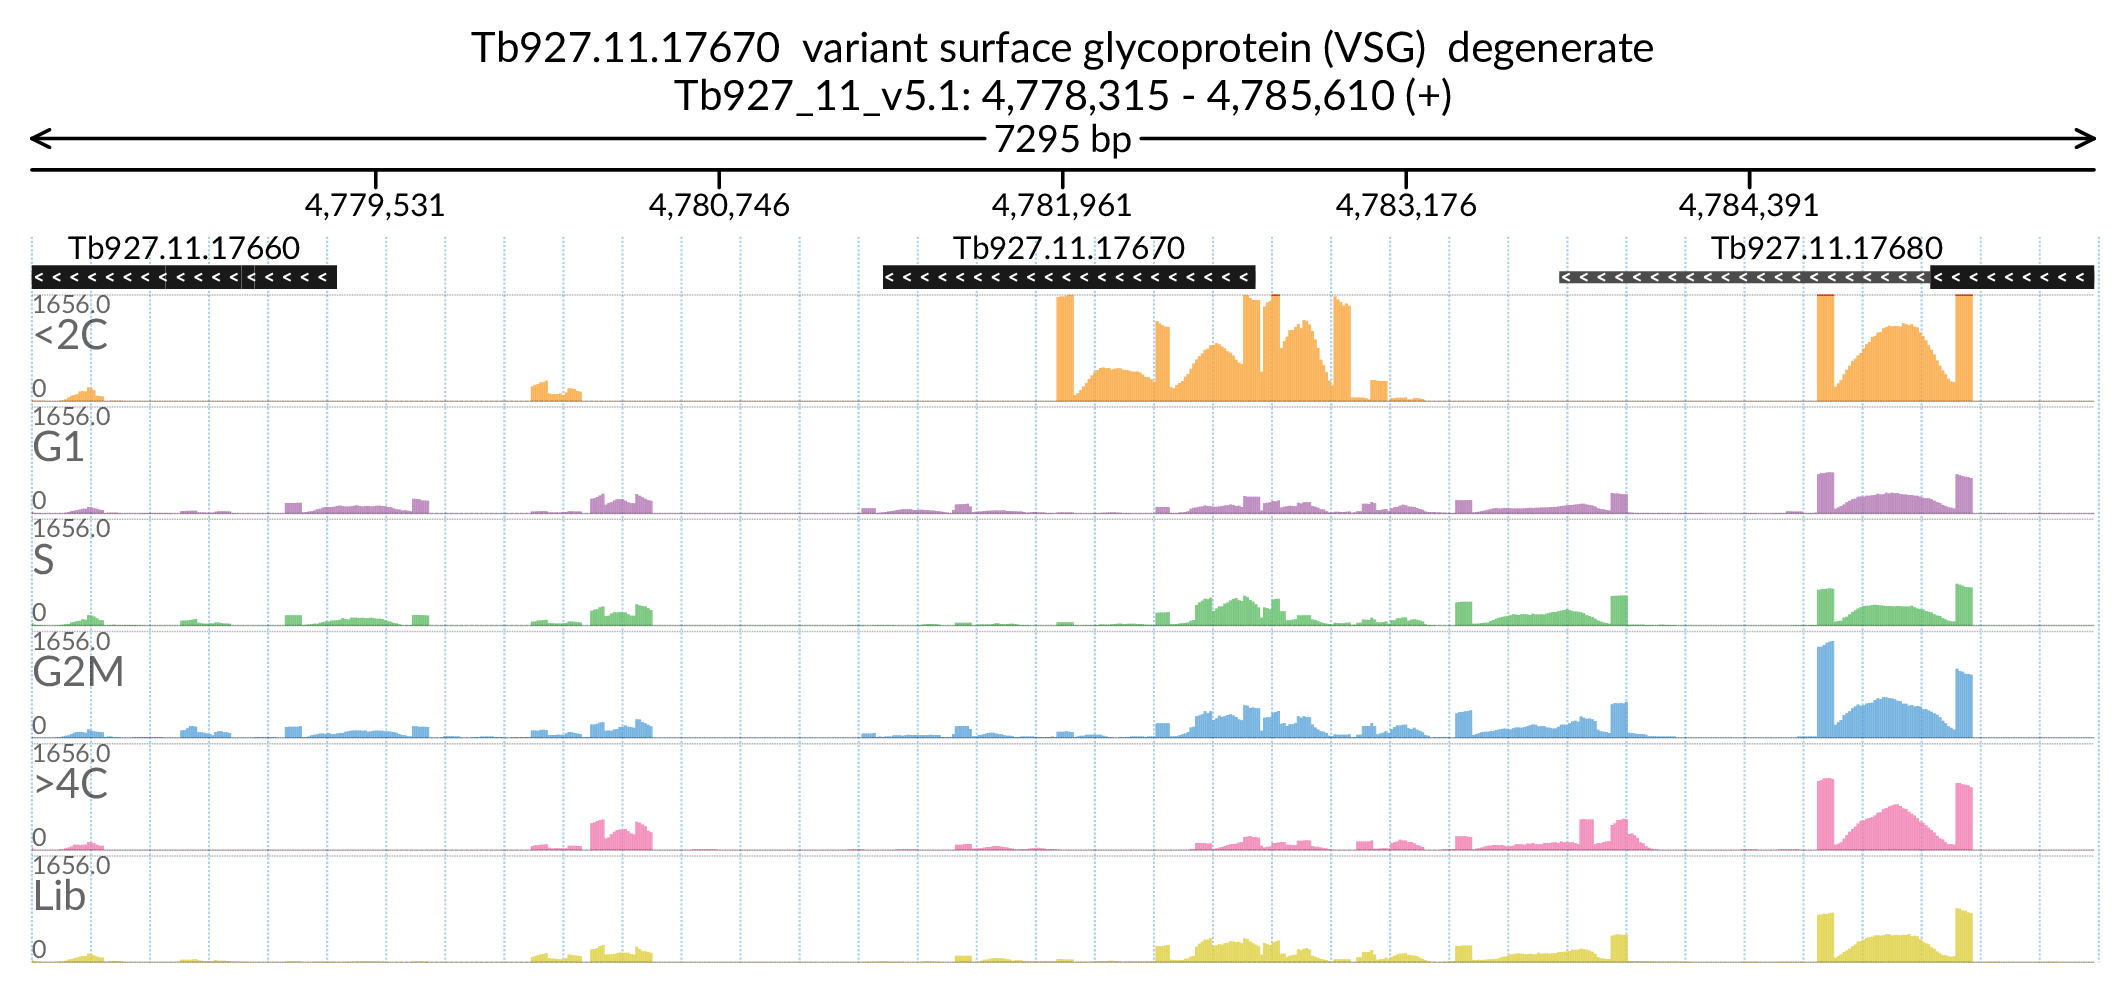 Tb927.11.17670 variant surface glycoprotein (VSG) degenerate
Tb927_11_v5.1: 4,778,315 - 4,785,610 (+)
7295 bp
4,779,531 4,780,746 4,781,961 4,783,176 4,784,391
Tb927.11.17660 Tb927.11.17670 Tb927.11.17680
1656.0
<2C
0
1656.0
G1
0
1656.0
S
0
1656.0
G2M
0
1656.0
>4C
0
1656.0
Lib
0